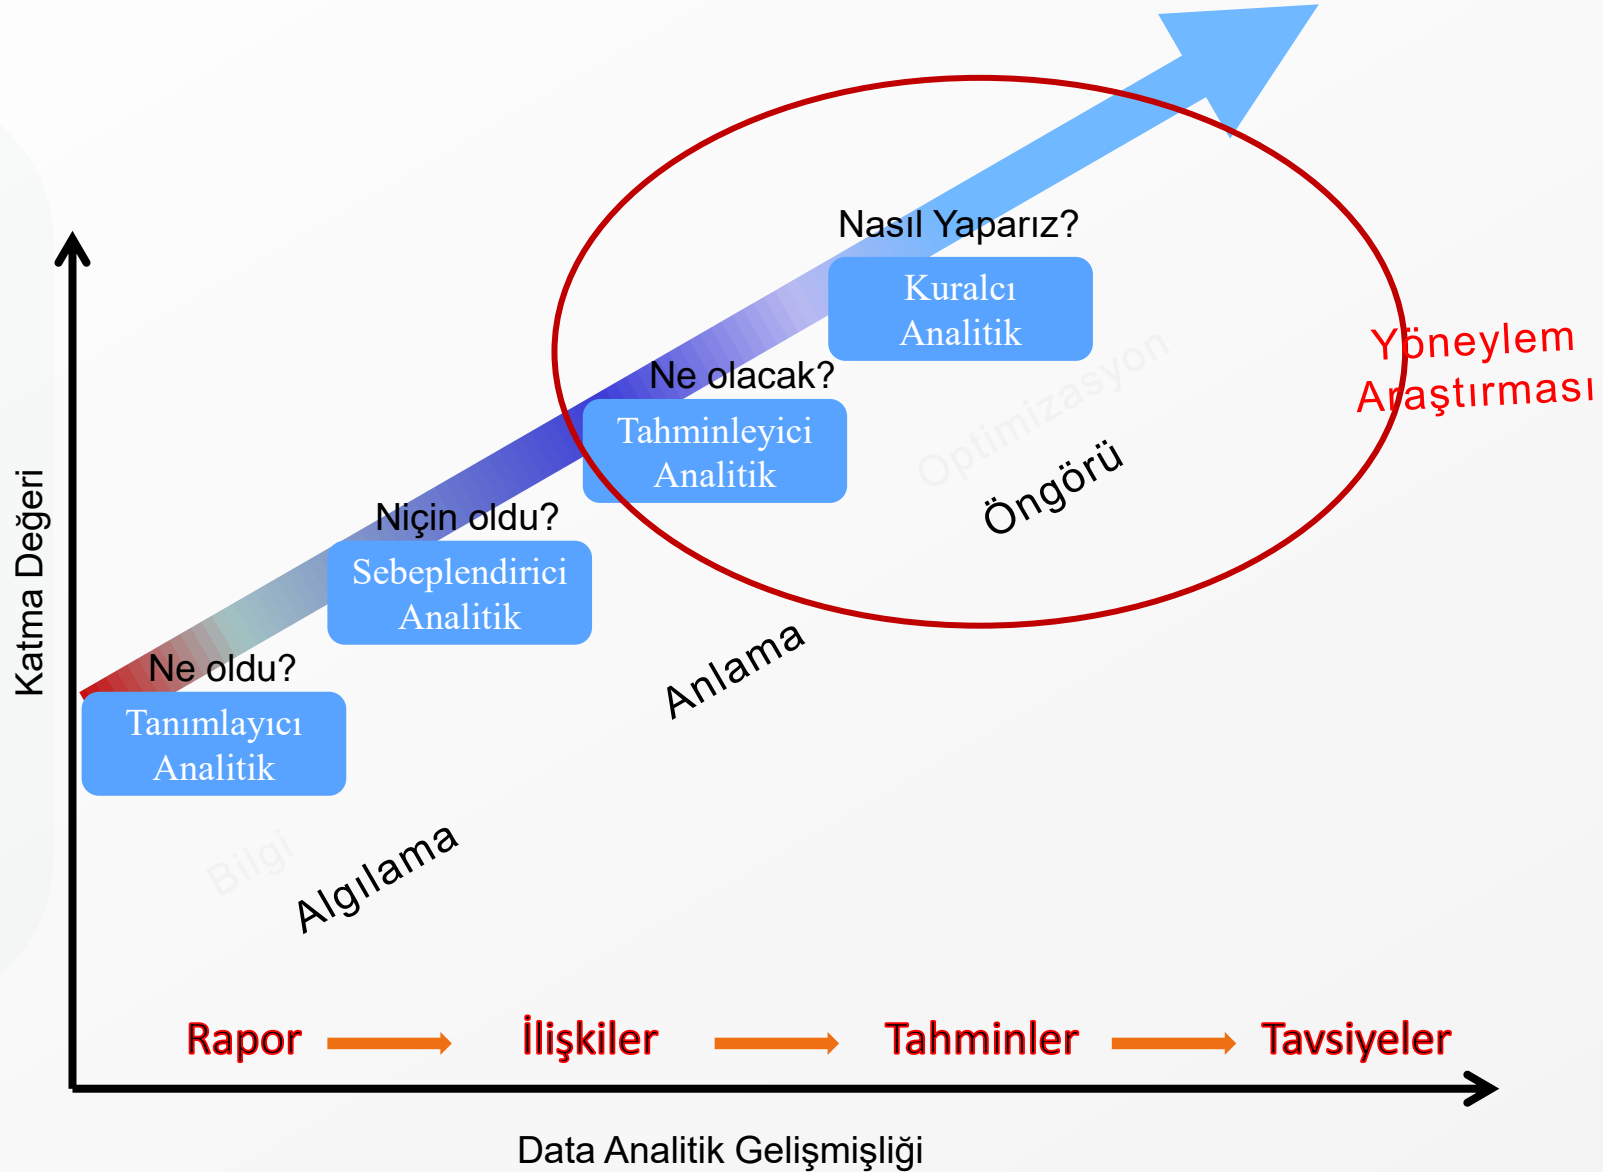 Nasıl Yaparız?
Kuralcı
Analitik
Yöneylem
Araştırması
Ne olacak?
Tahminleyici
Analitik
Optimizasyon
Öngörü
Niçin oldu?
Sebeplendirici
Analitik
Anlama
Ne oldu?
Tanımlayıcı
Analitik
Bilgi
Algılama
Katma Değeri
Rapor İlişkiler Tahminler Tavsiyeler
Data Analitik Gelişmişliği